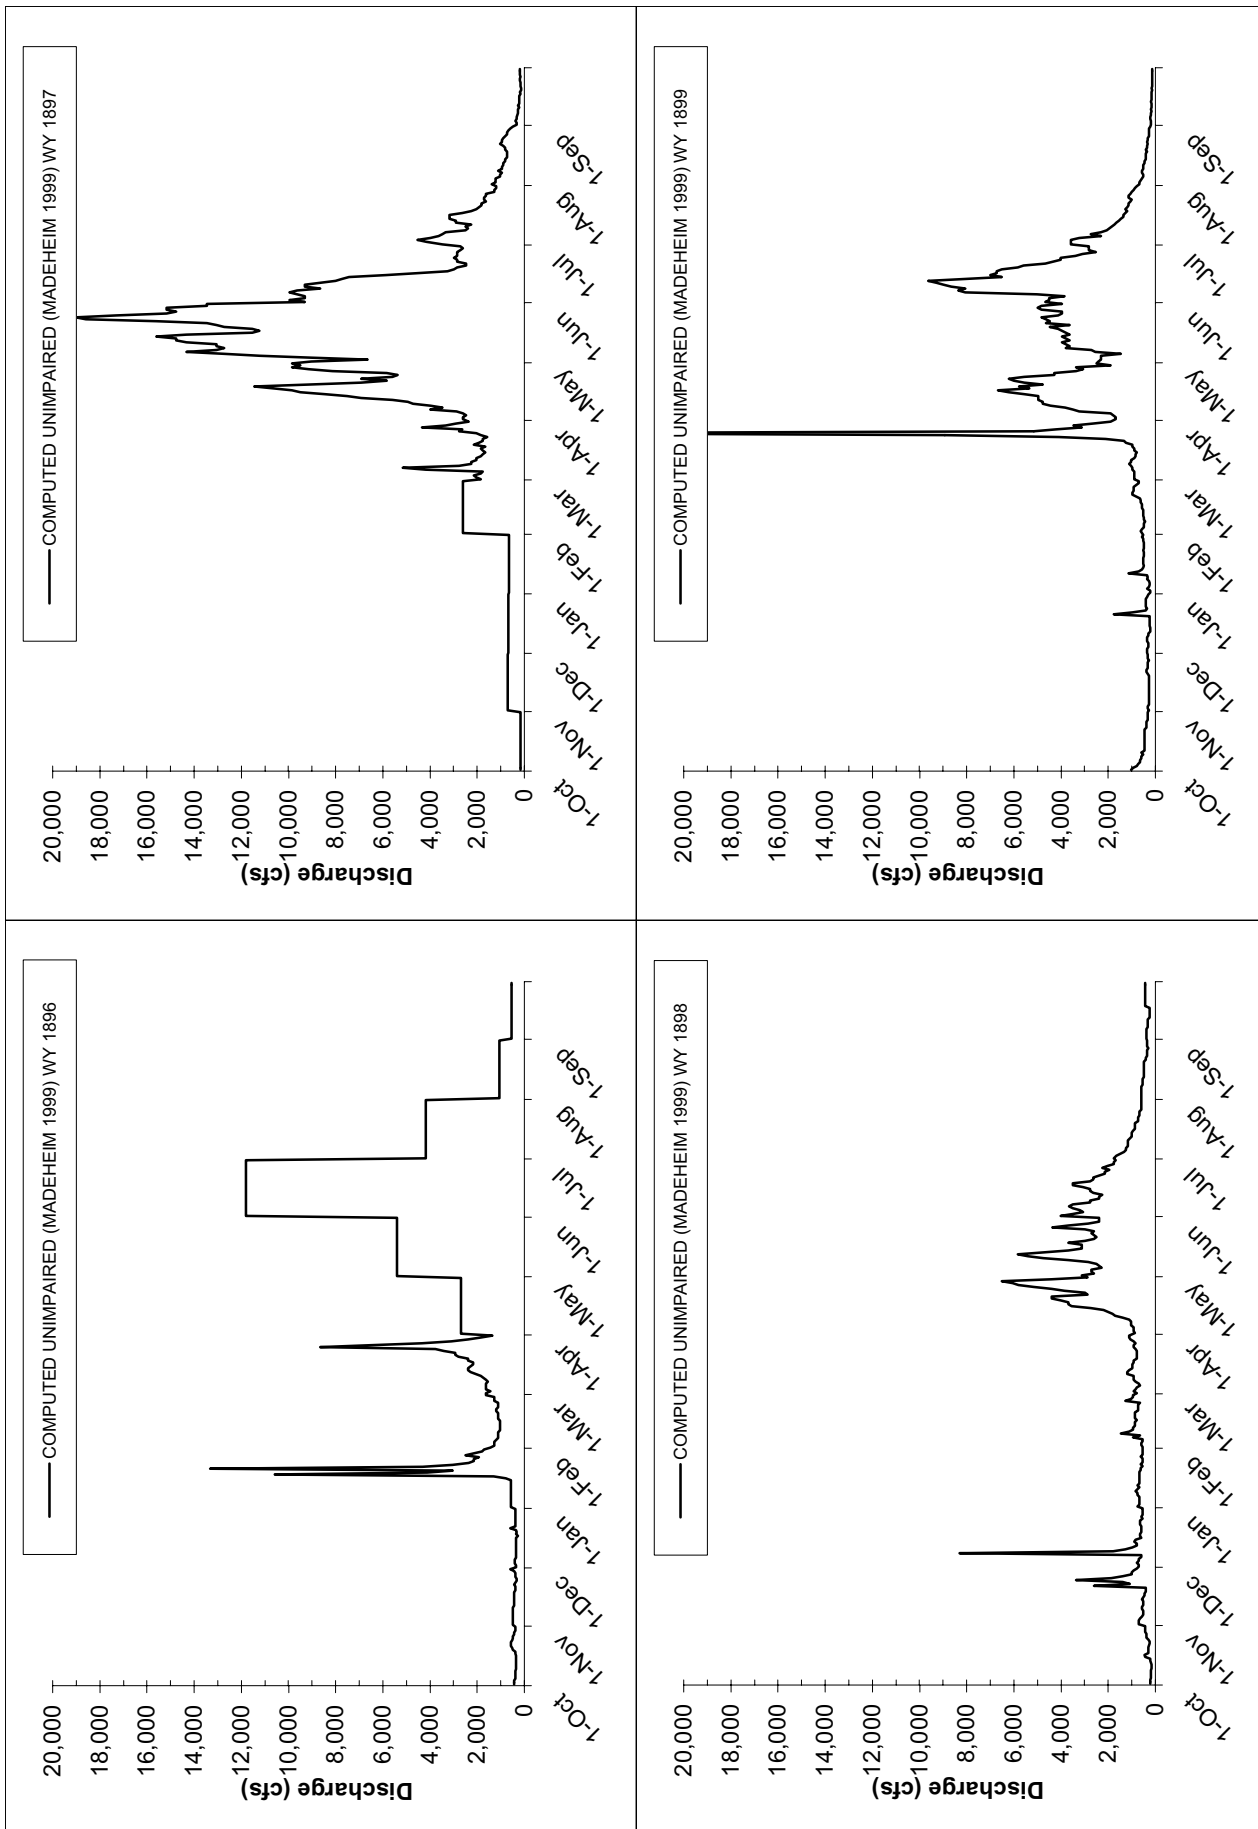 COMPUTED UNIMPAIRED (MADEHEIM 1999) WY 1896
20,000
18,000
16,000
14,000
12,000
10,000
8,000
6,000
4,000
2,000
0
Discharge (cfs)
1-Oct
1-Nov
1-Dec
1-Jan
1-Feb
1-Mar
1-Apr
1-May
1-Jun
1-Jul
1-Aug
1-Sep
COMPUTED UNIMPAIRED (MADEHEIM 1999) WY 1897
20,000
18,000
16,000
14,000
12,000
10,000
8,000
6,000
4,000
2,000
0
Discharge (cfs)
1-Oct
1-Nov
1-Dec
1-Jan
1-Feb
1-Mar
1-Apr
1-May
1-Jun
1-Jul
1-Aug
1-Sep
COMPUTED UNIMPAIRED (MADEHEIM 1999) WY 1898
20,000
18,000
16,000
14,000
12,000
10,000
8,000
6,000
4,000
2,000
0
Discharge (cfs)
1-Oct
1-Nov
1-Dec
1-Jan
1-Feb
1-Mar
1-Apr
1-May
1-Jun
1-Jul
1-Aug
1-Sep
COMPUTED UNIMPAIRED (MADEHEIM 1999) WY 1899
20,000
18,000
16,000
14,000
12,000
10,000
8,000
6,000
4,000
2,000
0
Discharge (cfs)
1-Oct
1-Nov
1-Dec
1-Jan
1-Feb
1-Mar
1-Apr
1-May
1-Jun
1-Jul
1-Aug
1-Sep